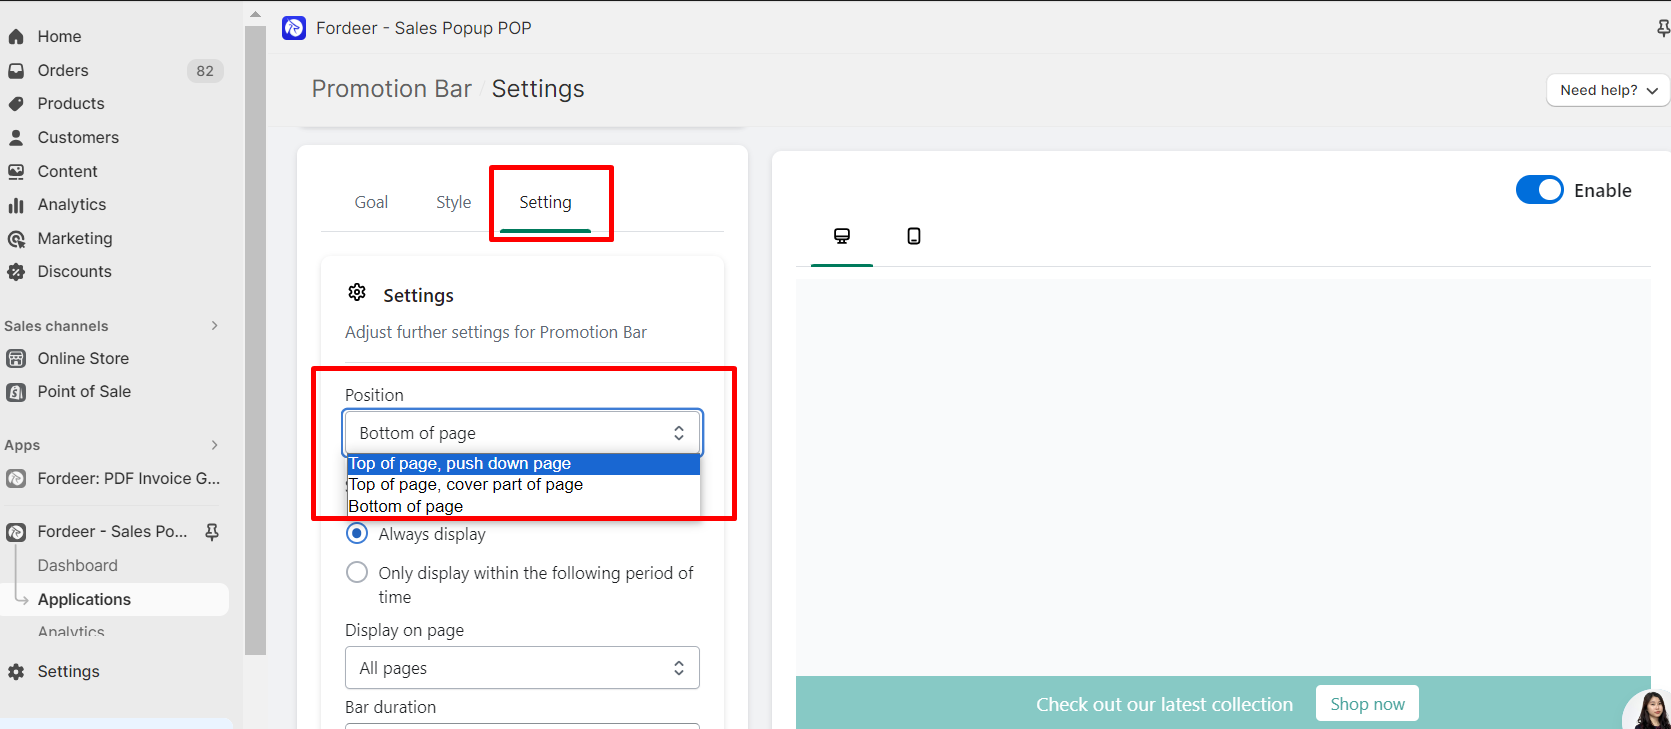 Home
Orders 82
Products
Customers
Content
Analytics
Marketing
Discounts
Sales channels
Online Store
Point of Sale
Apps
Fordeer: PDF Invoice G...
Fordeer - Sales Po...
Dashboard
Applications
Analytics
Settings
Fordeer - Sales Popup POP
Promotion Bar / Settings
Need help?
Goal Style Setting
Settings
Adjust further settings for Promotion Bar
Position
Bottom of page
Top of page, push down page
Top of page, cover part of page
Bottom of page
Always display
Only display within the following period of
time
Display on page
All pages
Bar duration
Enable
Check out our latest collection Shop now